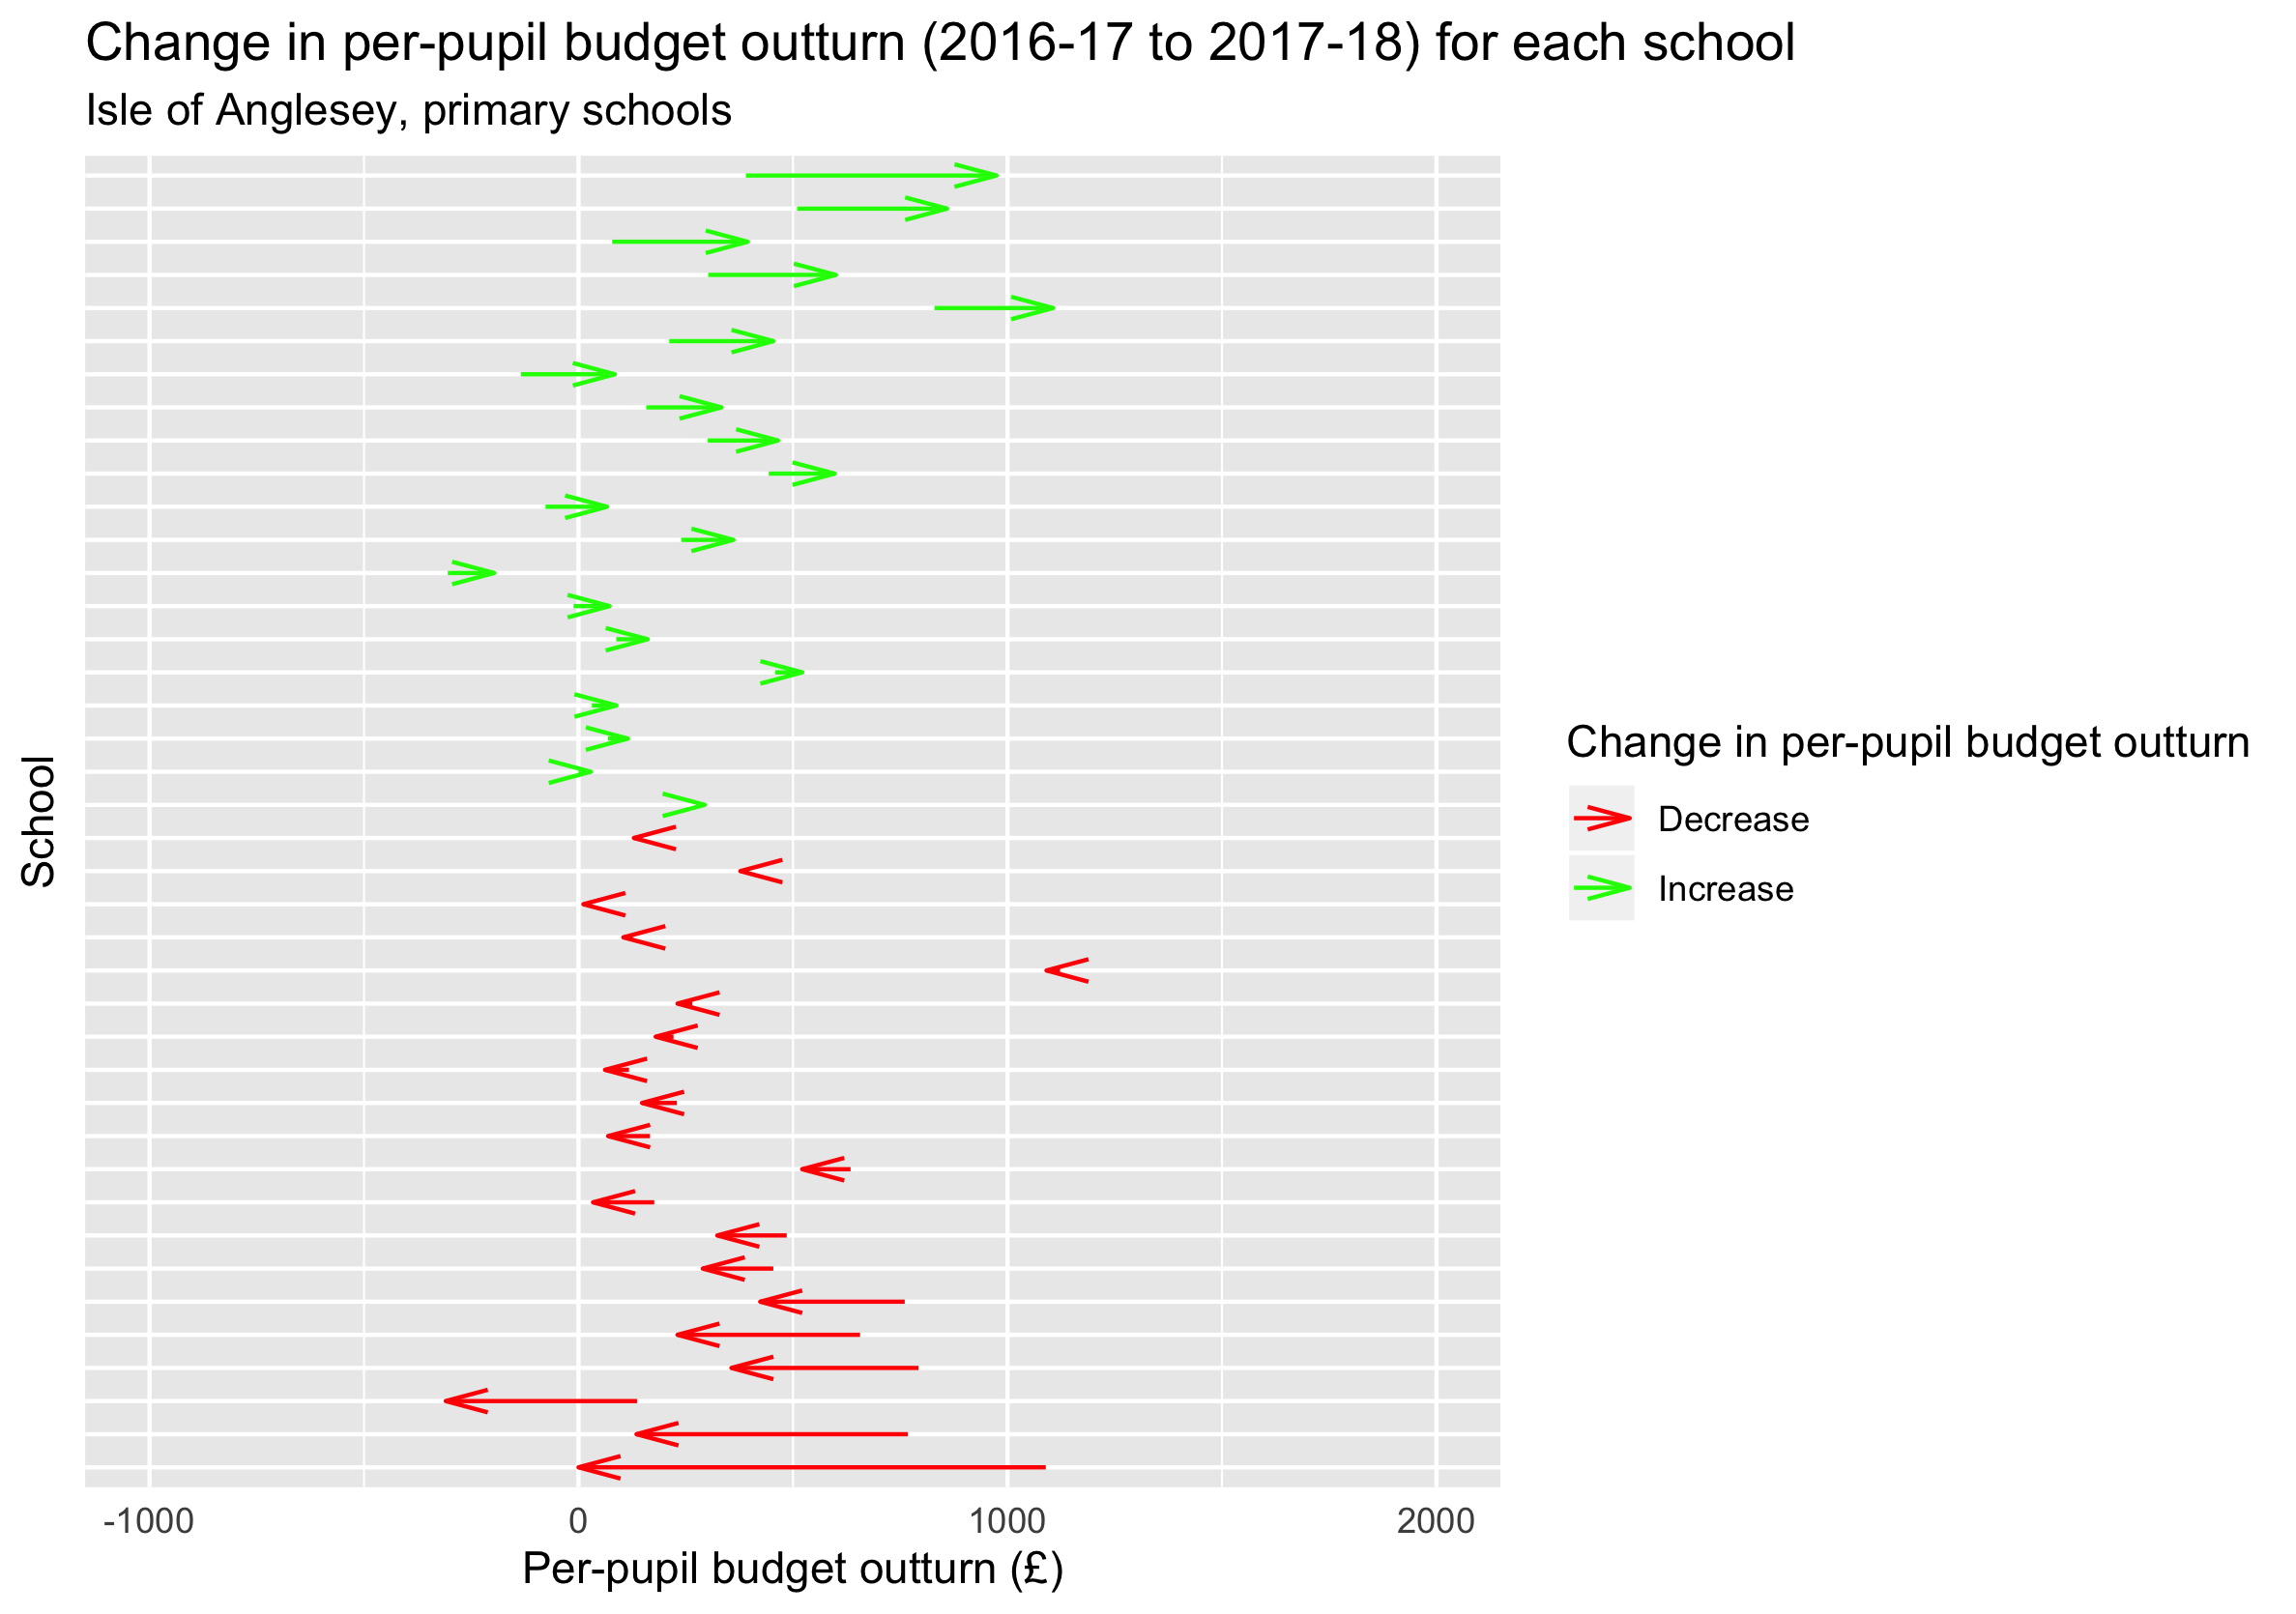 Change in per-pupil budget outturn (2016-17 to 2017-18) for each school
Isle of Anglesey, primary schools
School
Change in per-pupil budget outturn
Decrease
Increase
-1000 0 1000 2000
Per-pupil budget outturn (£)